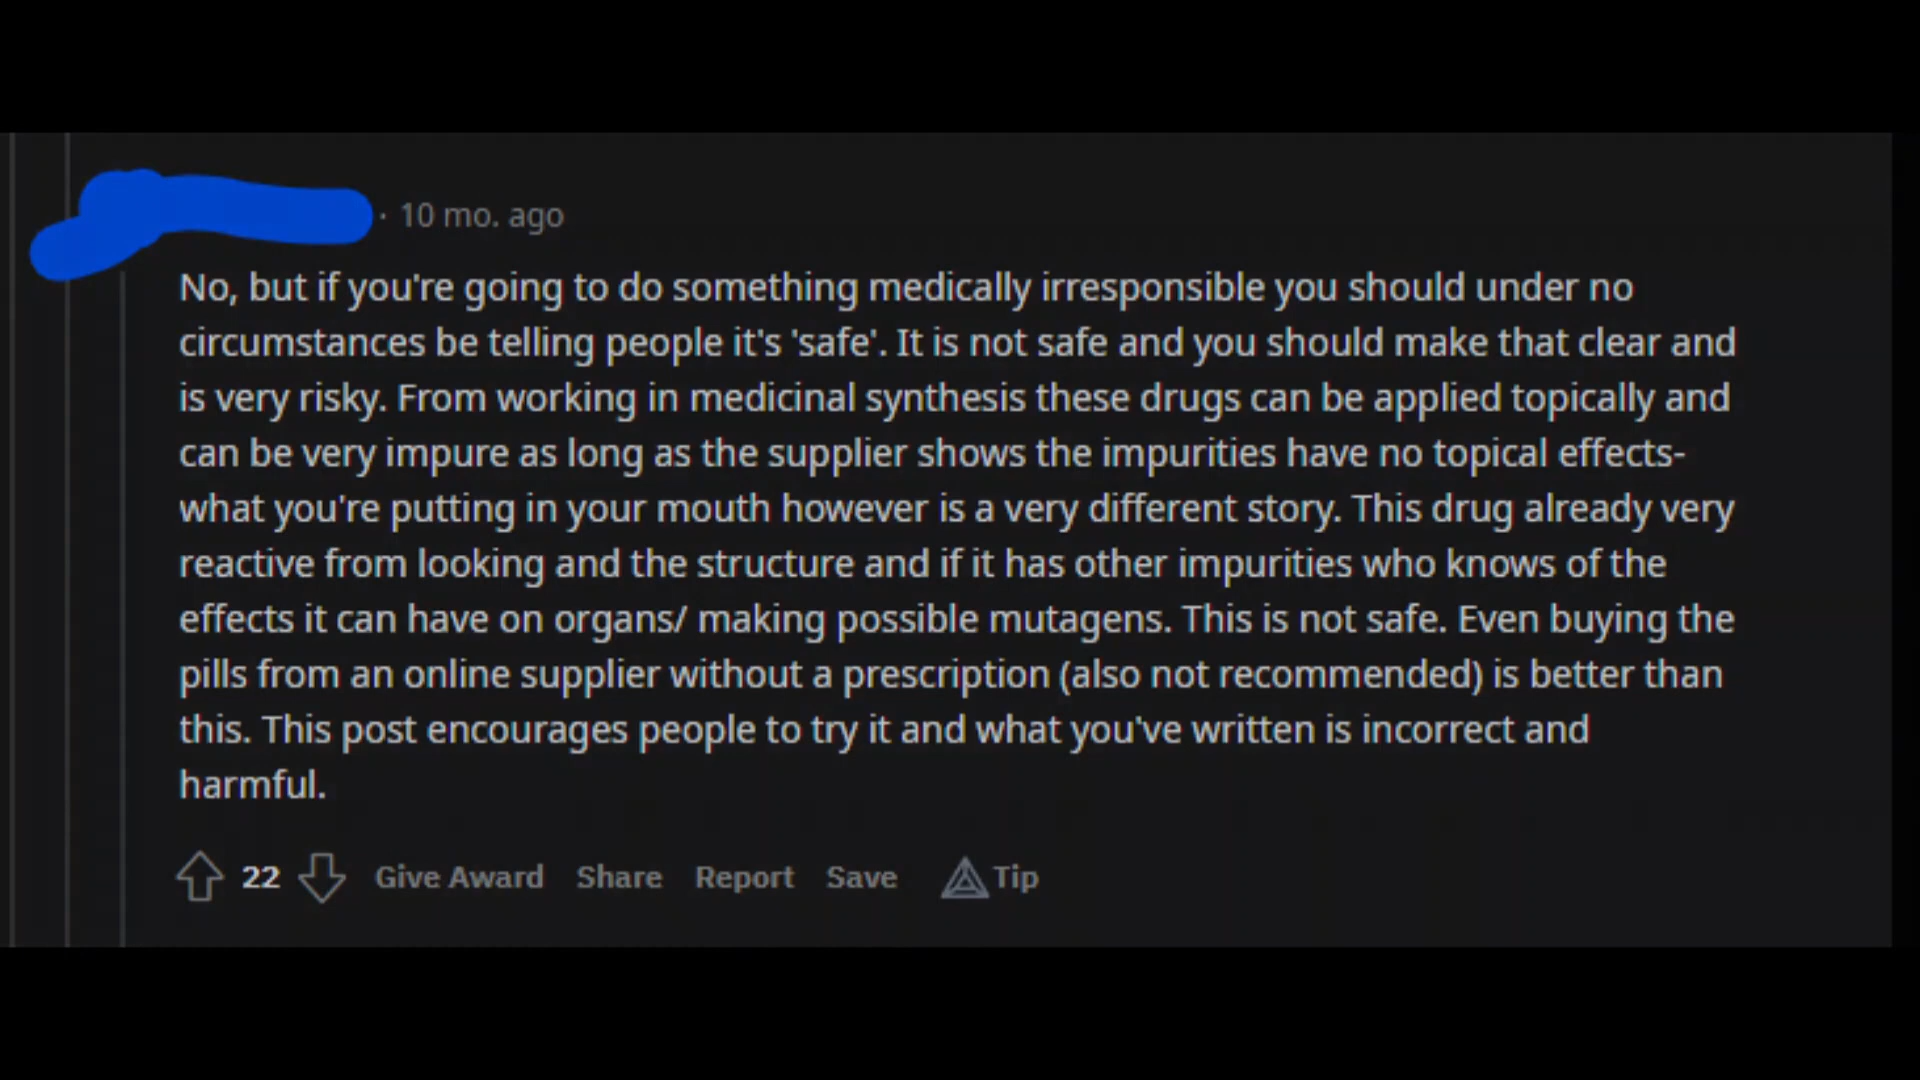 · 10 mo. ago
No, but if you're going to do something medically irresponsible you should under no
circumstances be telling people it's 'safe'. It is not safe and you should make that clear and
is very risky. From working in medicinal synthesis these drugs can be applied topically and
can be very impure as long as the supplier shows the impurities have no topical effects-
what you're putting in your mouth however is a very different story. This drug already very
reactive from looking and the structure and if it has other impurities who knows of the
effects it can have on organs/ making possible mutagens. This is not safe. Even buying the
pills from an online supplier without a prescription (also not recommended) is better than
this. This post encourages people to try it and what you've written is incorrect and
harmful.
22 Give Award Share Report Save Tip